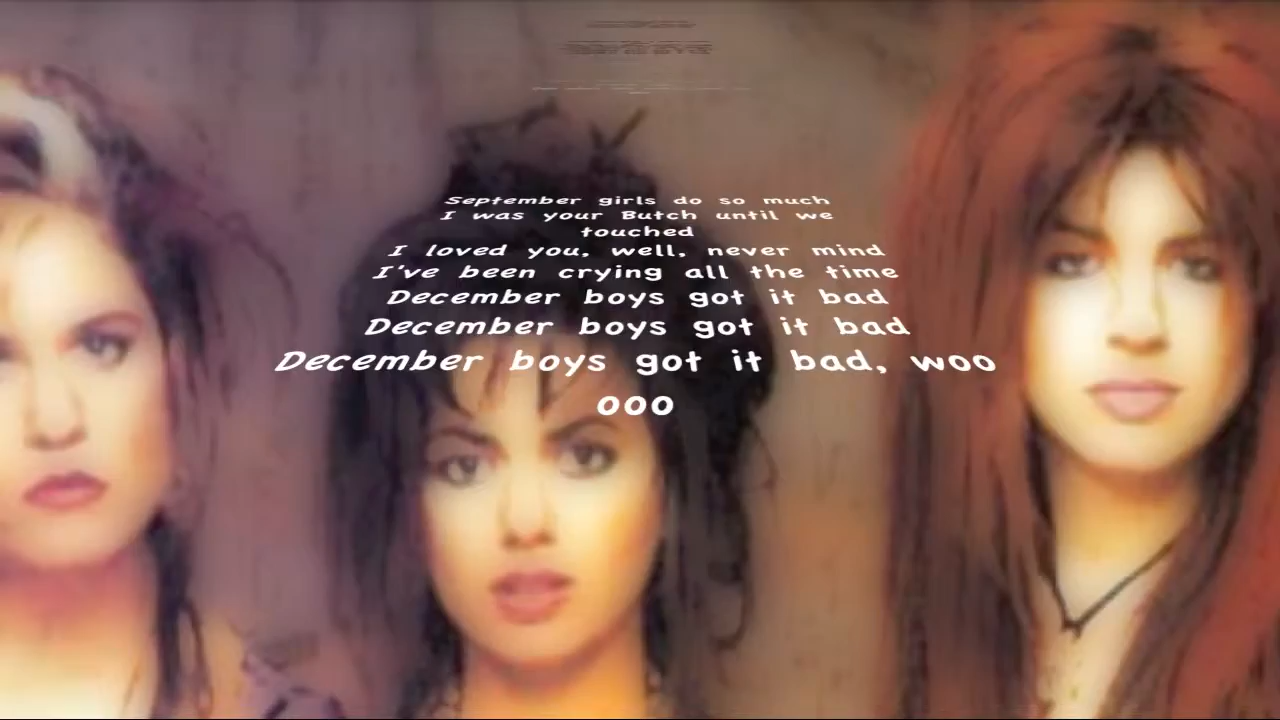 September girls do so much
I was your Butch until we
touched
I loved you, well, never mind
I've been crying all the time
December boys got it bad
December boys got it bad
December boys got it bad, woo
ooo